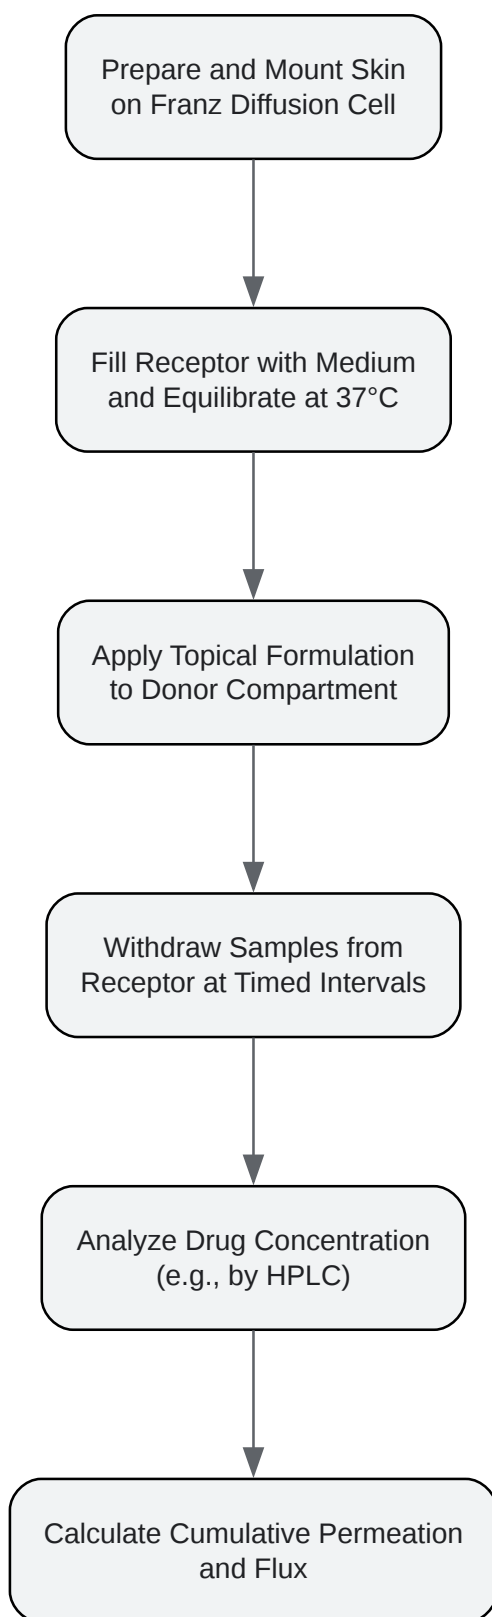 Prepare and Mount Skin
on Franz Diffusion Cell
Fill Receptor with Medium
and Equilibrate at 37°C
Apply Topical Formulation
to Donor Compartment
Withdraw Samples from
Receptor at Timed Intervals
Analyze Drug Concentration
(e.g., by HPLC)
Calculate Cumulative Permeation
and Flux